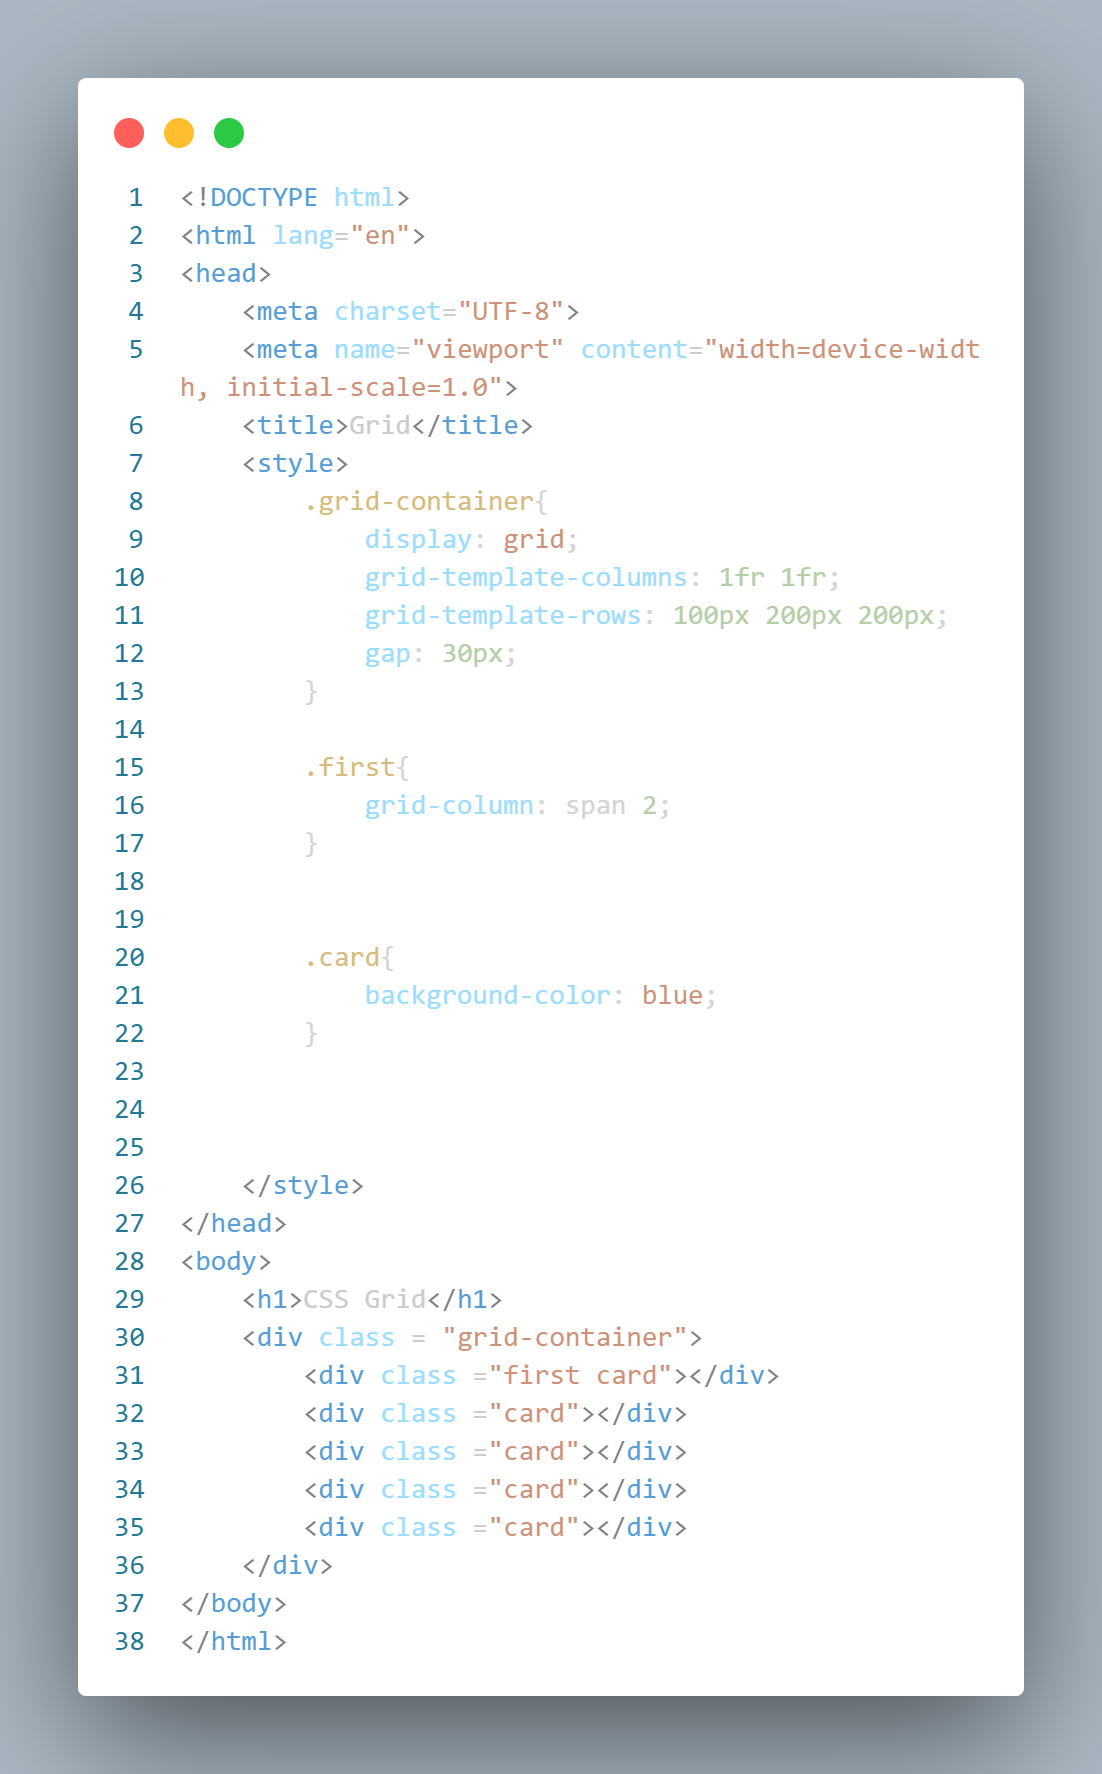 1 <!DOCTYPE html>
2 <html lang="en">
3 <head>
4     <meta charset="UTF-8">
5     <meta name="viewport" content="width=device-widt
h, initial-scale=1.0">
6     <title>Grid</title>
7     <style>
8         .grid-container{
9             display: grid;
10             grid-template-columns: 1fr 1fr;
11             grid-template-rows: 100px 200px 200px;
12             gap: 30px;
13         }
14
15         .first{
16             grid-column: span 2;
17         }
18
19
20         .card{
21             background-color: blue;
22         }
23
24
25
26     </style>
27 </head>
28 <body>
29     <h1>CSS Grid</h1>
30     <div class = "grid-container">
31         <div class ="first card"></div>
32         <div class ="card"></div>
33         <div class ="card"></div>
34         <div class ="card"></div>
35         <div class ="card"></div>
36     </div>
37 </body>
38 </html>